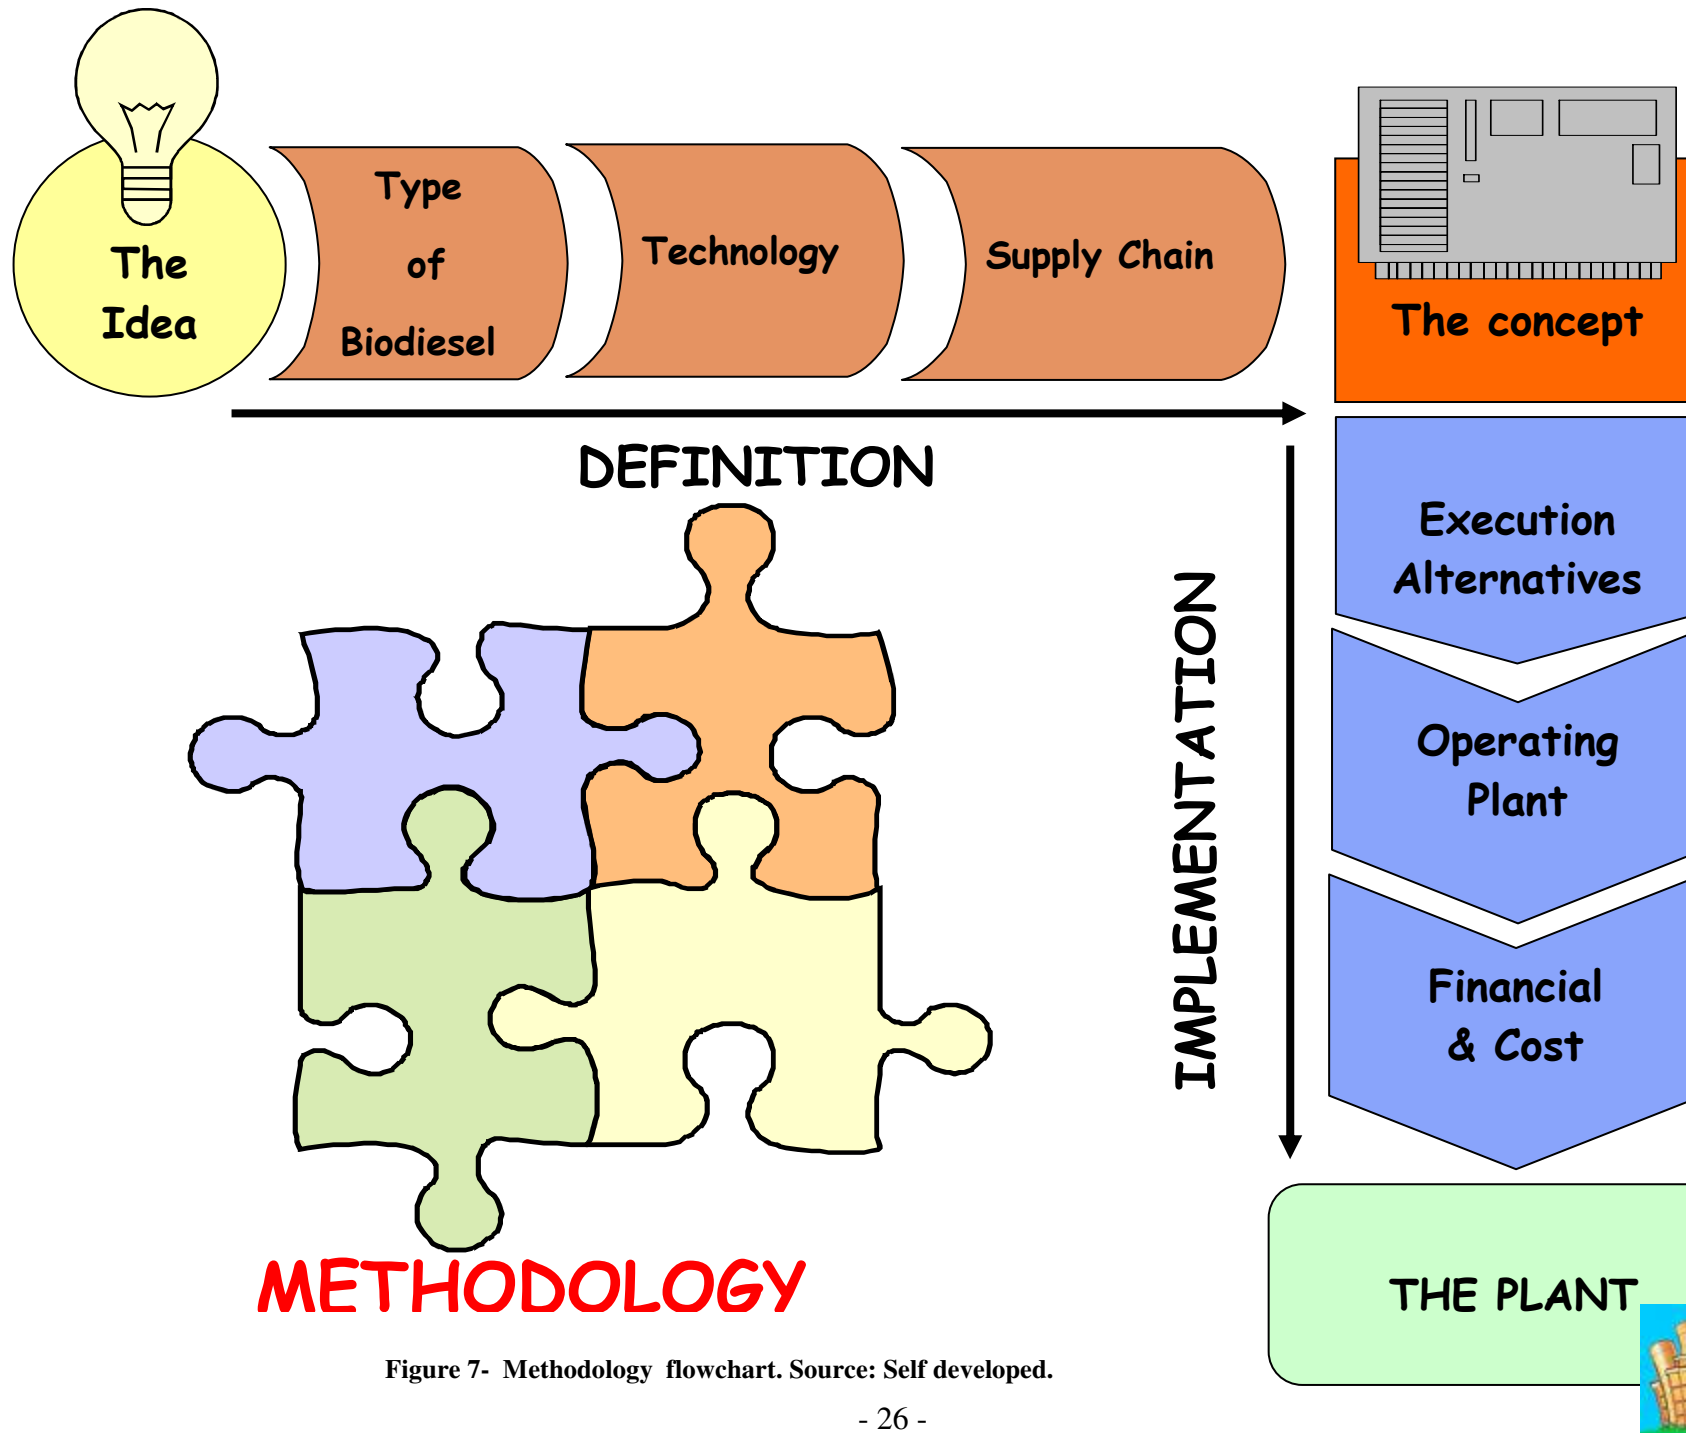 The
Idea
Type
of
Biodiesel
Technology
Supply Chain
The concept
DEFINITION
IMPLEMENTATION
Execution
Alternatives
Operating
Plant
Financial
& Cost
THE PLANT
METHODOLOGY
Figure 7- Methodology flowchart. Source: Self developed.
- 26 -